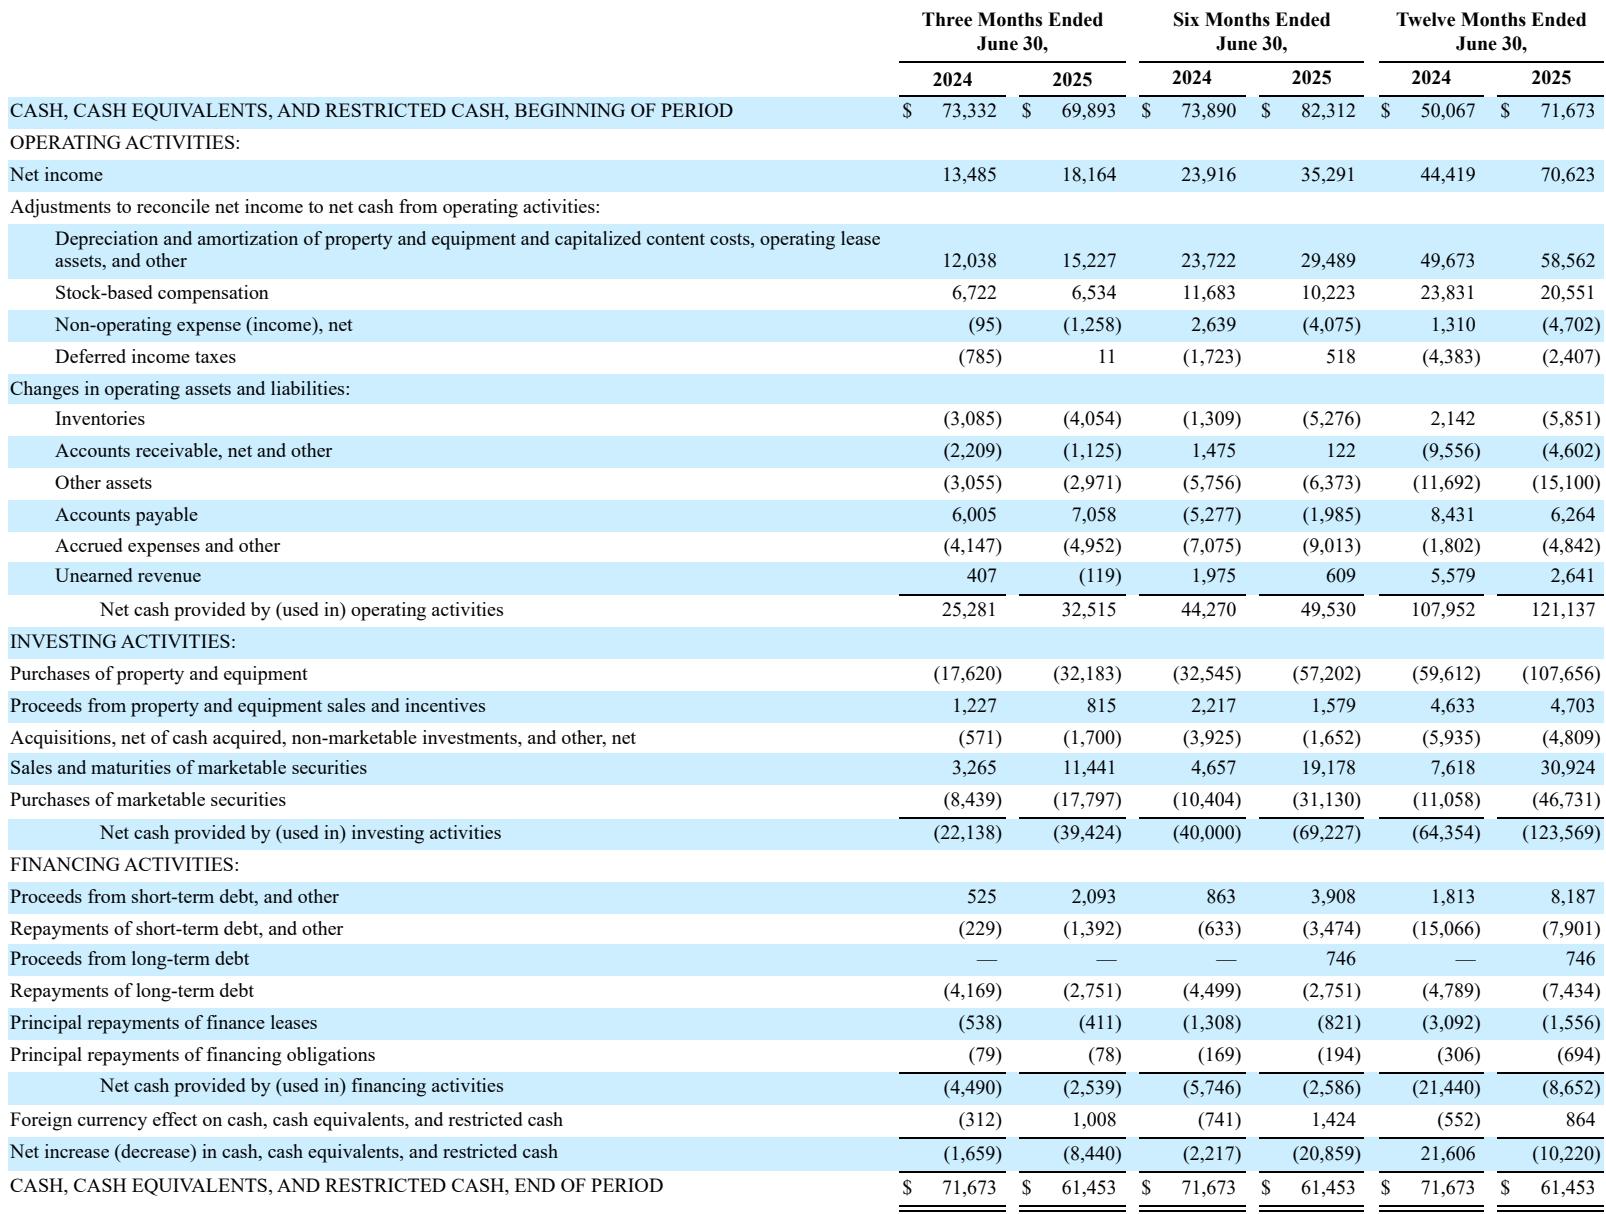 Three Months Ended June 30, Six Months Ended June 30, Twelve Months Ended June 30,
2024 2025 2024 2025 2024 2025
CASH, CASH EQUIVALENTS, AND RESTRICTED CASH, BEGINNING OF PERIOD $ 73,332 $ 69,893 $ 73,890 $ 82,312 $ 50,067 $ 71,673
OPERATING ACTIVITIES:
Net income 13,485 18,164 23,916 35,291 44,419 70,623
Adjustments to reconcile net income to net cash from operating activities:
Depreciation and amortization of property and equipment and capitalized content costs, operating lease
assets, and other 12,038 15,227 23,722 29,489 49,673 58,562
Stock-based compensation 6,722 6,534 11,683 10,223 23,831 20,551
Non-operating expense (income), net (95) (1,258) 2,639 (4,075) 1,310 (4,702)
Deferred income taxes (785) 11 (1,723) 518 (4,383) (2,407)
Changes in operating assets and liabilities:
Inventories (3,085) (4,054) (1,309) (5,276) 2,142 (5,851)
Accounts receivable, net and other (2,209) (1,125) 1,475 122 (9,556) (4,602)
Other assets (3,055) (2,971) (5,756) (6,373) (11,692) (15,100)
Accounts payable 6,005 7,058 (5,277) (1,985) 8,431 6,264
Accrued expenses and other (4,147) (4,952) (7,075) (9,013) (1,802) (4,842)
Unearned revenue 407 (119) 1,975 609 5,579 2,641
Net cash provided by (used in) operating activities 25,281 32,515 44,270 49,530 107,952 121,137
INVESTING ACTIVITIES:
Purchases of property and equipment (17,620) (32,183) (32,545) (57,202) (59,612) (107,656)
Proceeds from property and equipment sales and incentives 1,227 815 2,217 1,579 4,633 4,703
Acquisitions, net of cash acquired, non-marketable investments, and other, net (571) (1,700) (3,925) (1,652) (5,935) (4,809)
Sales and maturities of marketable securities 3,265 11,441 4,657 19,178 7,618 30,924
Purchases of marketable securities (8,439) (17,797) (10,404) (31,130) (11,058) (46,731)
Net cash provided by (used in) investing activities (22,138) (39,424) (40,000) (69,227) (64,354) (123,569)
FINANCING ACTIVITIES:
Proceeds from short-term debt, and other 525 2,093 863 3,908 1,813 8,187
Repayments of short-term debt, and other (229) (1,392) (633) (3,474) (15,066) (7,901)
Proceeds from long-term debt — — — 746 — 746
Repayments of long-term debt (4,169) (2,751) (4,499) (2,751) (4,789) (7,434)
Principal repayments of finance leases (538) (411) (1,308) (821) (3,092) (1,556)
Principal repayments of financing obligations (79) (78) (169) (194) (306) (694)
Net cash provided by (used in) financing activities (4,490) (2,539) (5,746) (2,586) (21,440) (8,652)
Foreign currency effect on cash, cash equivalents, and restricted cash (312) 1,008 (741) 1,424 (552) 864
Net increase (decrease) in cash, cash equivalents, and restricted cash (1,659) (8,440) (2,217) (20,859) 21,606 (10,220)
CASH, CASH EQUIVALENTS, AND RESTRICTED CASH, END OF PERIOD $ 71,673 $ 61,453 $ 71,673 $ 61,453 $ 71,673 $ 61,453